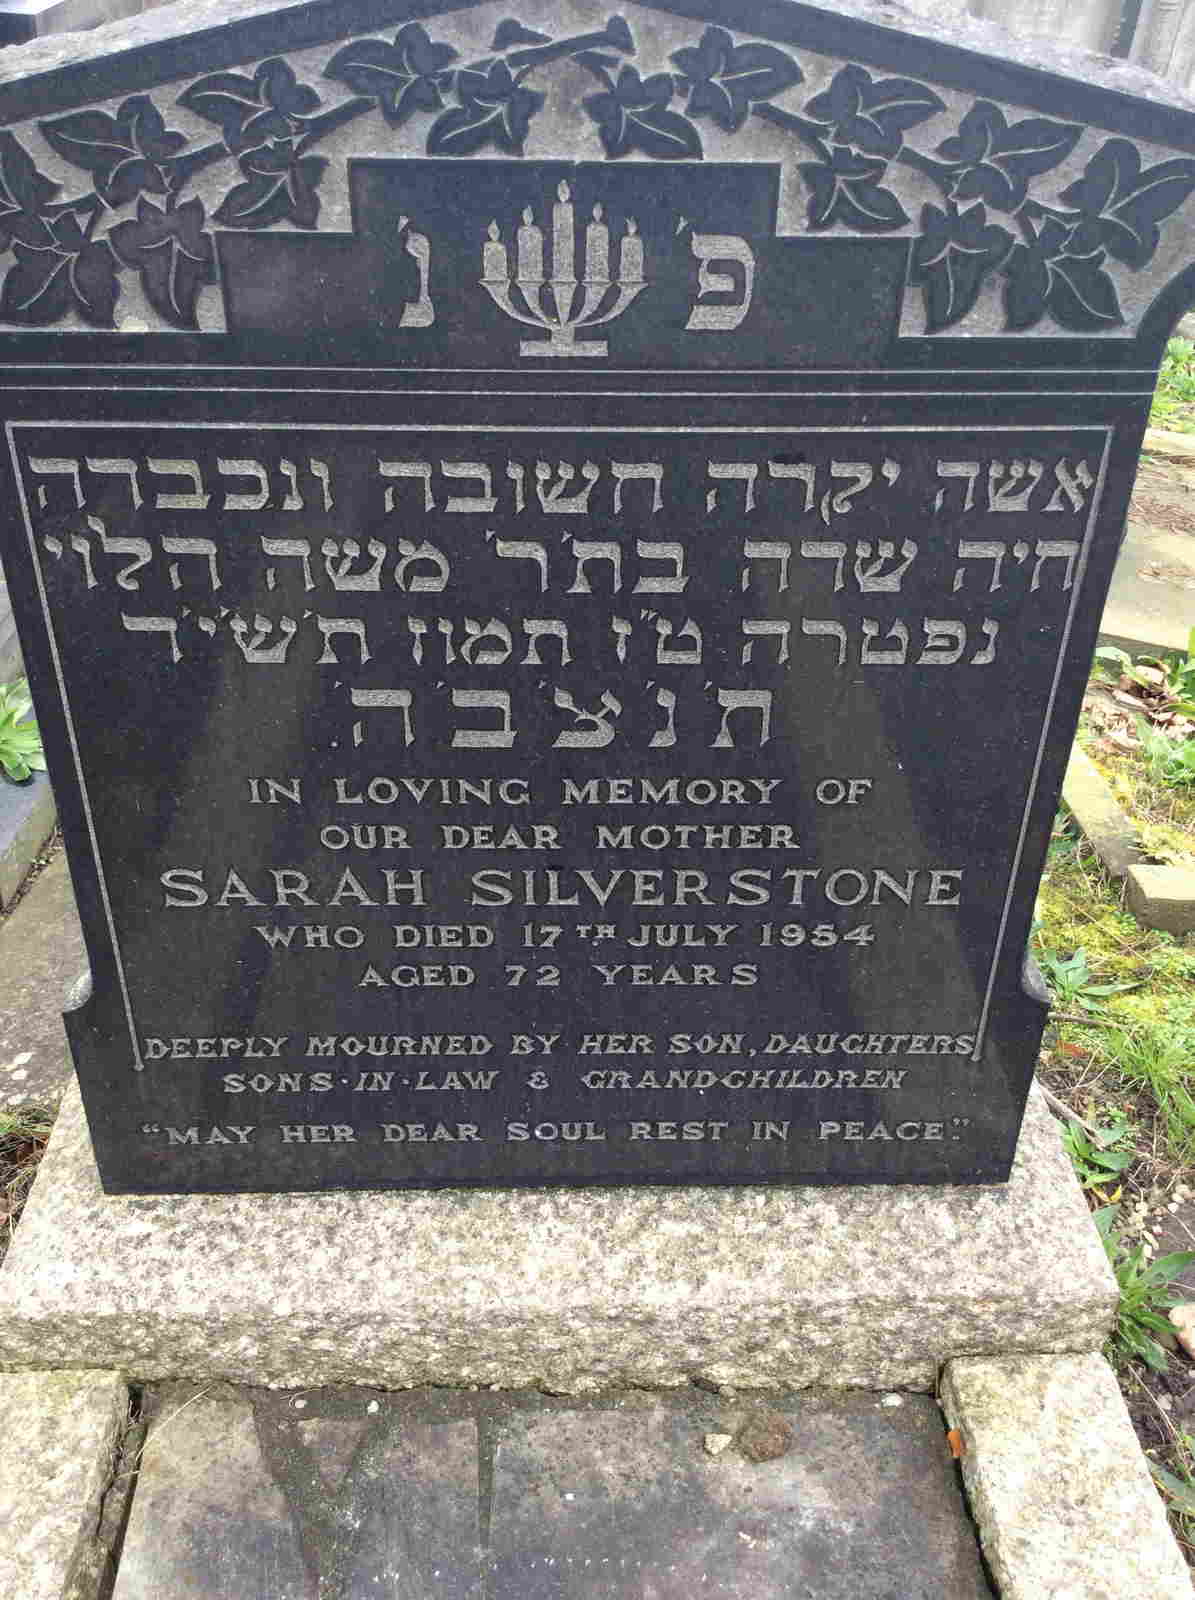 פ' נ'
אשה יקרה חשובה ונכבדה
חיה שרה בת ר' משה הלוי
נפטרה ט"ז תמוז ת'ש'י'ד
ת' נ' צ' ב' ה'
IN LOVING MEMORY OF
OUR DEAR MOTHER
SARAH SILVERSTONE
WHO DIED 17TH JULY 1954
AGED 72 YEARS
DEEPLY MOURNED BY HER SON, DAUGHTERS
SONS·IN·LAW & GRANDCHILDREN
"MAY HER DEAR SOUL REST IN PEACE."